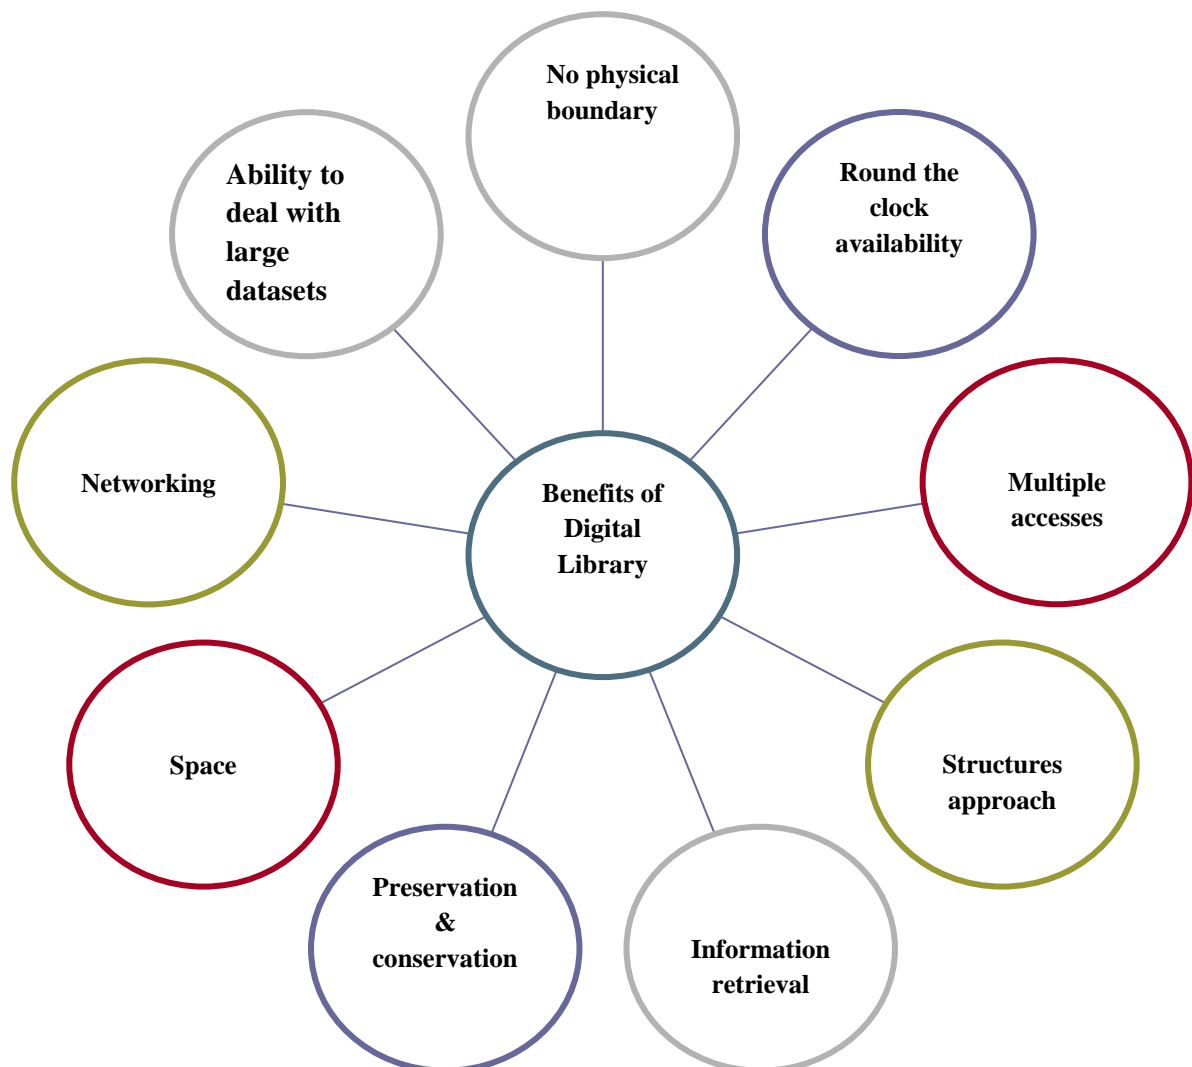 No physical
boundary
Round the
clock
availability
Multiple
accesses
Structures
approach
Information
retrieval
Preservation
&
conservation
Space
Networking
Ability to
deal with
large
datasets
Benefits of
Digital
Library